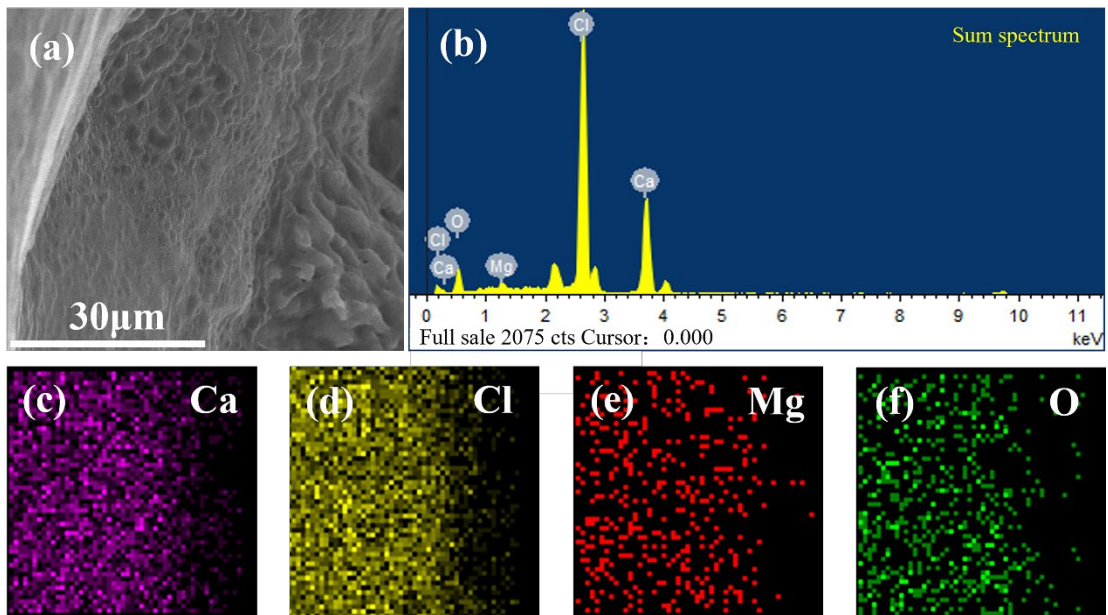 (a)
30μm
(b)
Sum spectrum
Cl
Ca
O
Cl
Ca
Mg
0 1 2 3 4 5 6 7 8 9 10 11
keV
Full sale 2075 cts Cursor: 0.000
(c) Ca
(d) Cl
(e) Mg
(f) O